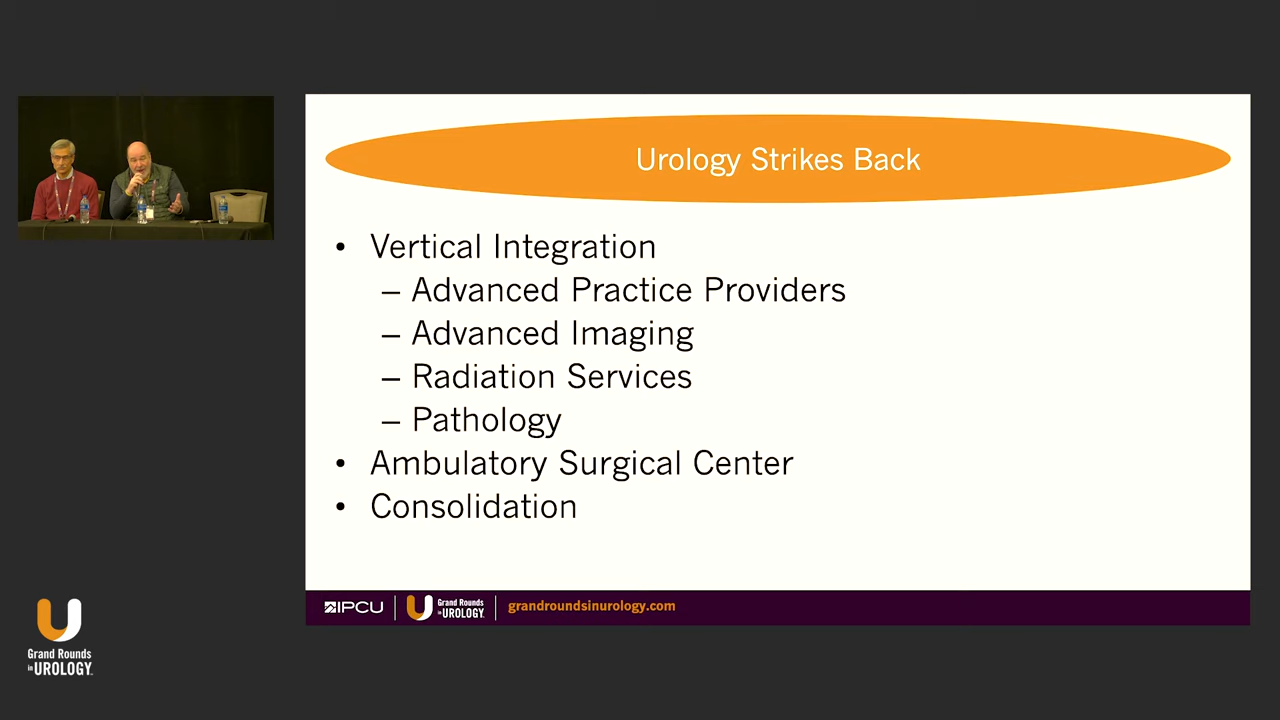 Urology Strikes Back
• Vertical Integration
– Advanced Practice Providers
– Advanced Imaging
– Radiation Services
– Pathology
• Ambulatory Surgical Center
• Consolidation
IPCU
Grand Rounds
in UROLOGY
grandroundsinurology.com
Grand Rounds
in UROLOGY